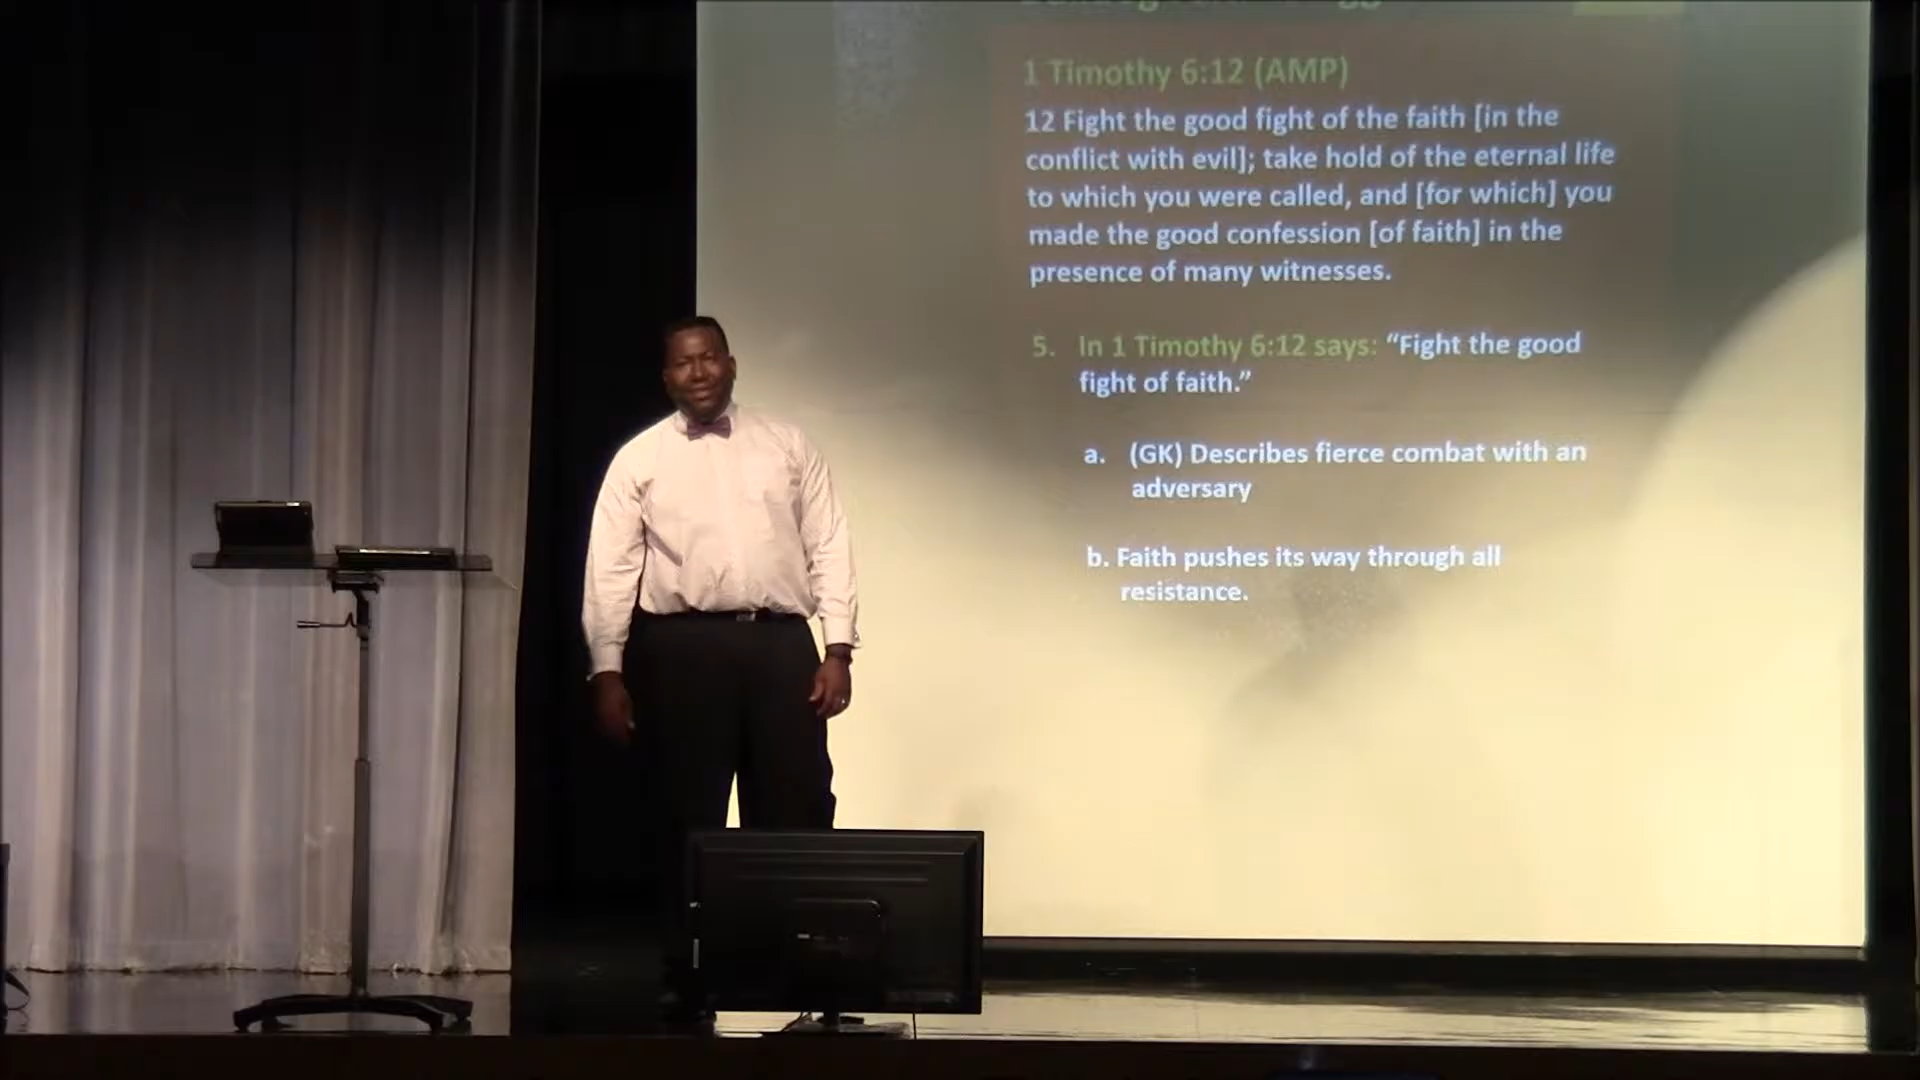 1 Timothy 6:12 (AMP)
12 Fight the good fight of the faith [in the
conflict with evil]; take hold of the eternal life
to which you were called, and [for which] you
made the good confession [of faith] in the
presence of many witnesses.
5. In 1 Timothy 6:12 says: “Fight the good
fight of faith.”
a. (GK) Describes fierce combat with an
adversary
b. Faith pushes its way through all
resistance.